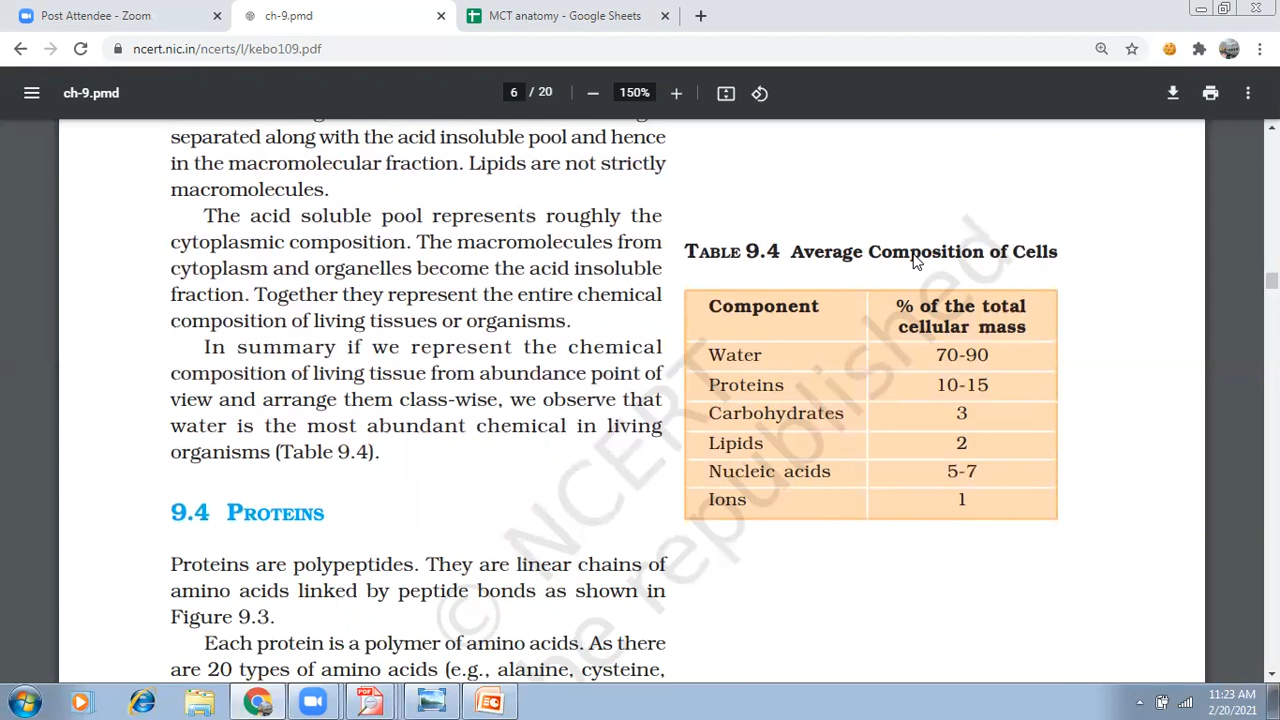 Post Attendee - Zoom
ch-9.pmd
MCT anatomy - Google Sheets
ncert.nic.in/ncerts/l/kebo109.pdf
ch-9.pmd
6 / 20
150%
separated along with the acid insoluble pool and hence
in the macromolecular fraction. Lipids are not strictly
macromolecules.
The acid soluble pool represents roughly the
cytoplasmic composition. The macromolecules from
cytoplasm and organelles become the acid insoluble
fraction. Together they represent the entire chemical
composition of living tissues or organisms.
In summary if we represent the chemical
composition of living tissue from abundance point of
view and arrange them class-wise, we observe that
water is the most abundant chemical in living
organisms (Table 9.4).
9.4 PROTEINS
Proteins are polypeptides. They are linear chains of
amino acids linked by peptide bonds as shown in
Figure 9.3.
Each protein is a polymer of amino acids. As there
are 20 types of amino acids (e.g., alanine, cysteine,
TABLE 9.4 Average Composition of Cells
Component % of the total
cellular mass
Water 70-90
Proteins 10-15
Carbohydrates 3
Lipids 2
Nucleic acids 5-7
Ions 1
© NCERT
be republished
PDF
11:23 AM
2/20/2021